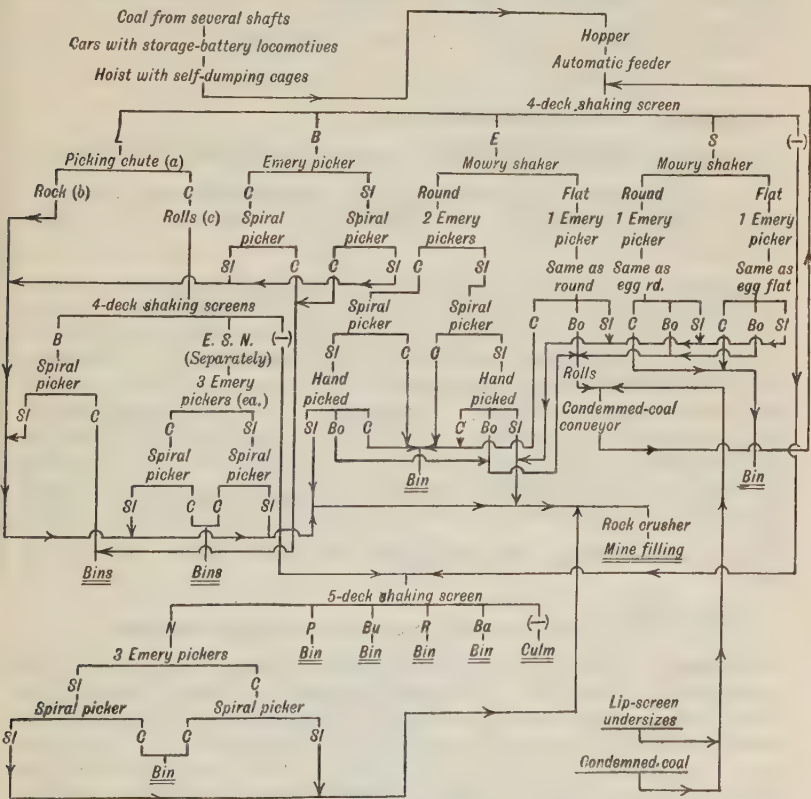 Coal from several shafts
Cars with storage-battery locomotives
Hoist with self-dumping cages
Hopper
Automatic feeder
4-deck shaking screen
L B E S (—)
Picking chute (a) Emery picker Mowry shaker Mowry shaker
Rock (b) C C Sl Round Flat Round Flat
Rolls (c) Spiral picker Spiral picker 2 Emery pickers 1 Emery picker 1 Emery picker 1 Emery picker
Sl C C Sl C Sl Same as round Same as egg rd. Same as egg flat
4-deck shaking screens
Spiral picker Spiral picker C Bo Sl C Bo Sl C Bo Sl
B E. S. N. (—)
(Separately)
Spiral picker 3 Emery pickers (ea.)
Sl C C Sl
Rolls
Hand picked Hand picked
Condemmed-coal conveyor
Sl C C Sl Sl Bo C C Bo Sl
Spiral picker Spiral picker
Bin Bin
Sl C C Sl
Rock crusher
Mine filling
Bins Bins
5-deck shaking screen
N P Bu R Ba (—)
Bin Bin Bin Bin Culm
3 Emery pickers
Sl C
Spiral picker Spiral picker
Sl C C Sl
Bin
Lip-screen undersizes
Condemned coal